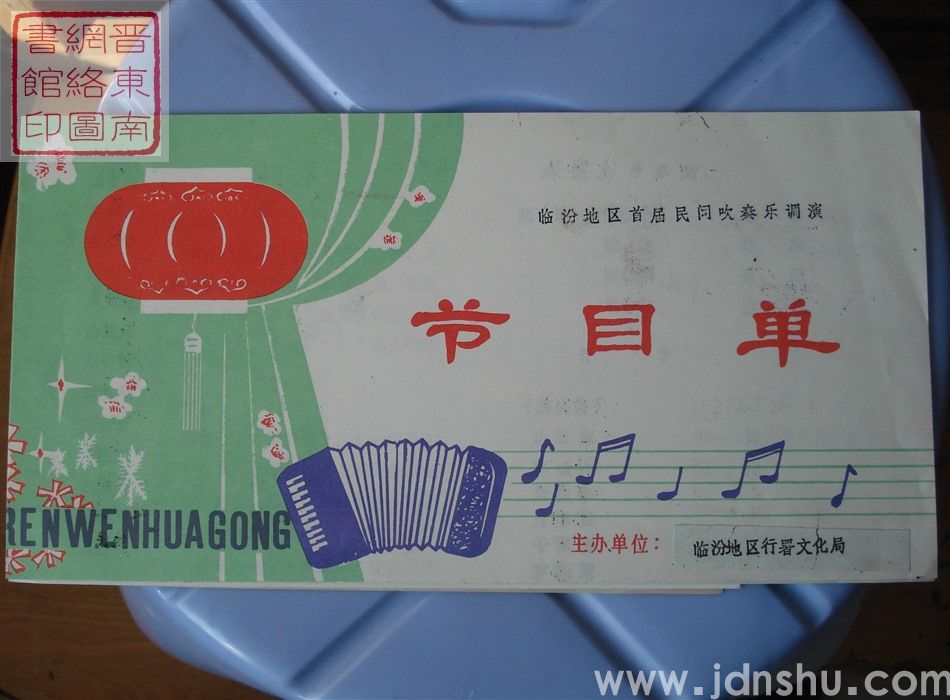 晋東南
網絡圖
書館印
临汾地区首届民间吹奏乐调演
节目单
RENWENHUAGONG
主办单位：临汾地区行署文化局
www.jdnshu.com